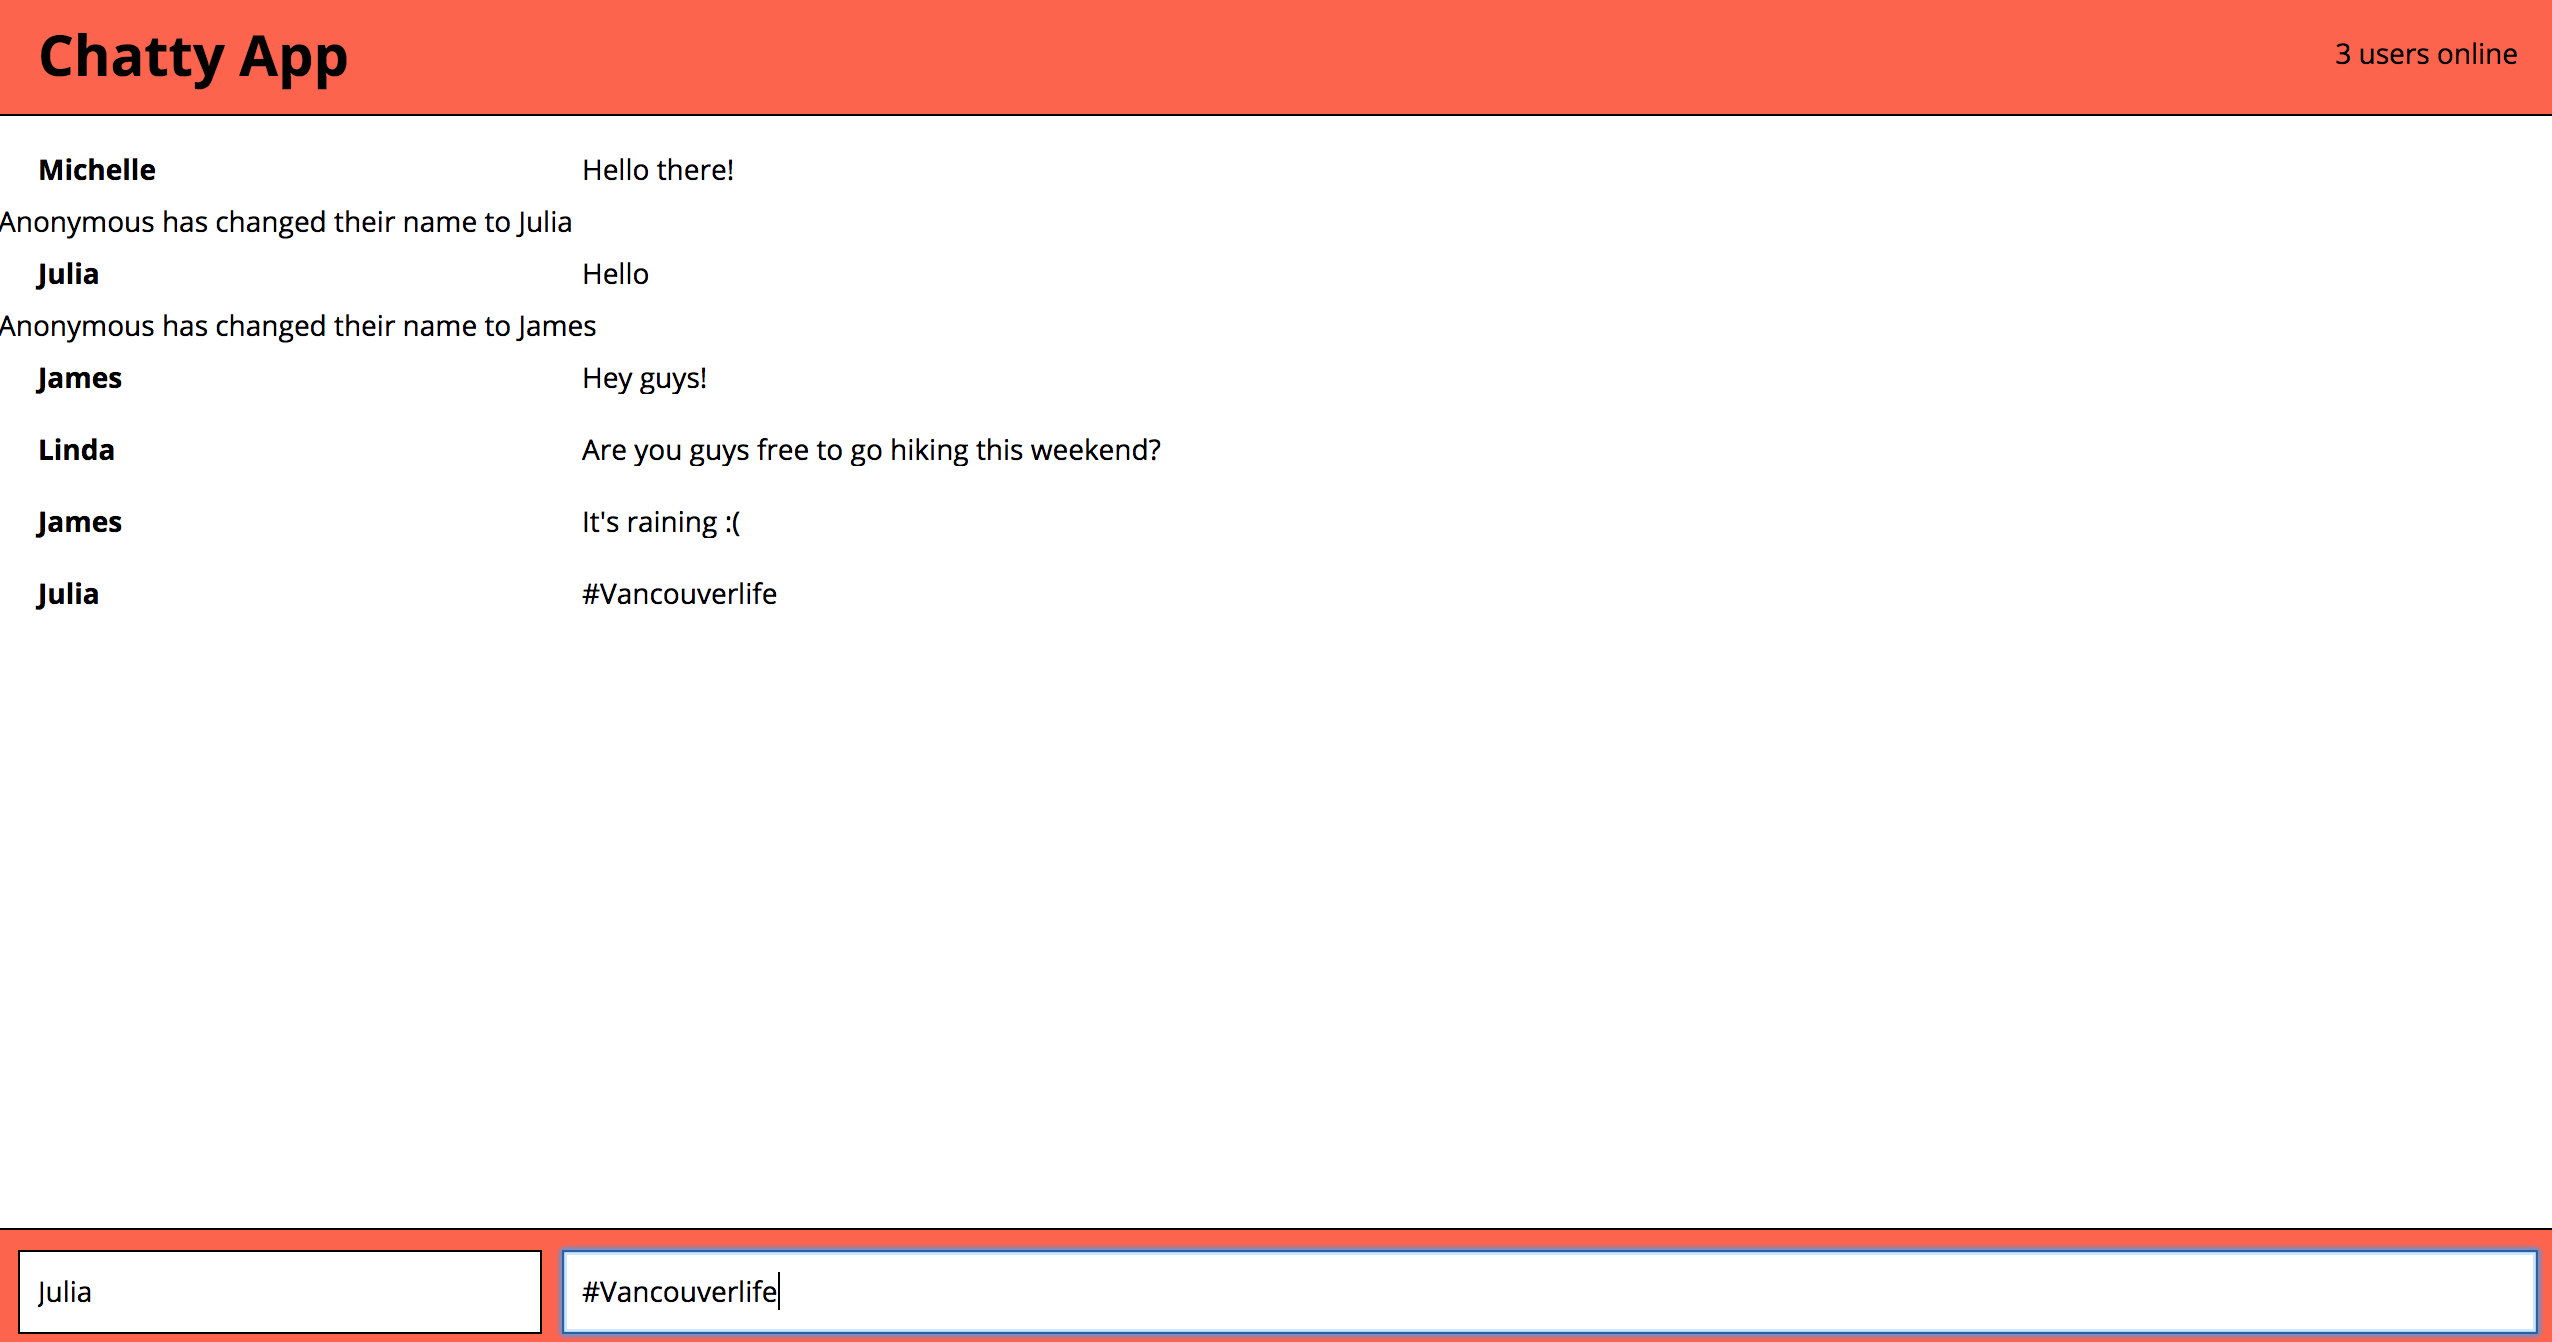 Chatty App 3 users online
Michelle Hello there!
Anonymous has changed their name to Julia
Julia Hello
Anonymous has changed their name to James
James Hey guys!
Linda Are you guys free to go hiking this weekend?
James It's raining :(
Julia #Vancouverlife
Julia #Vancouverlife